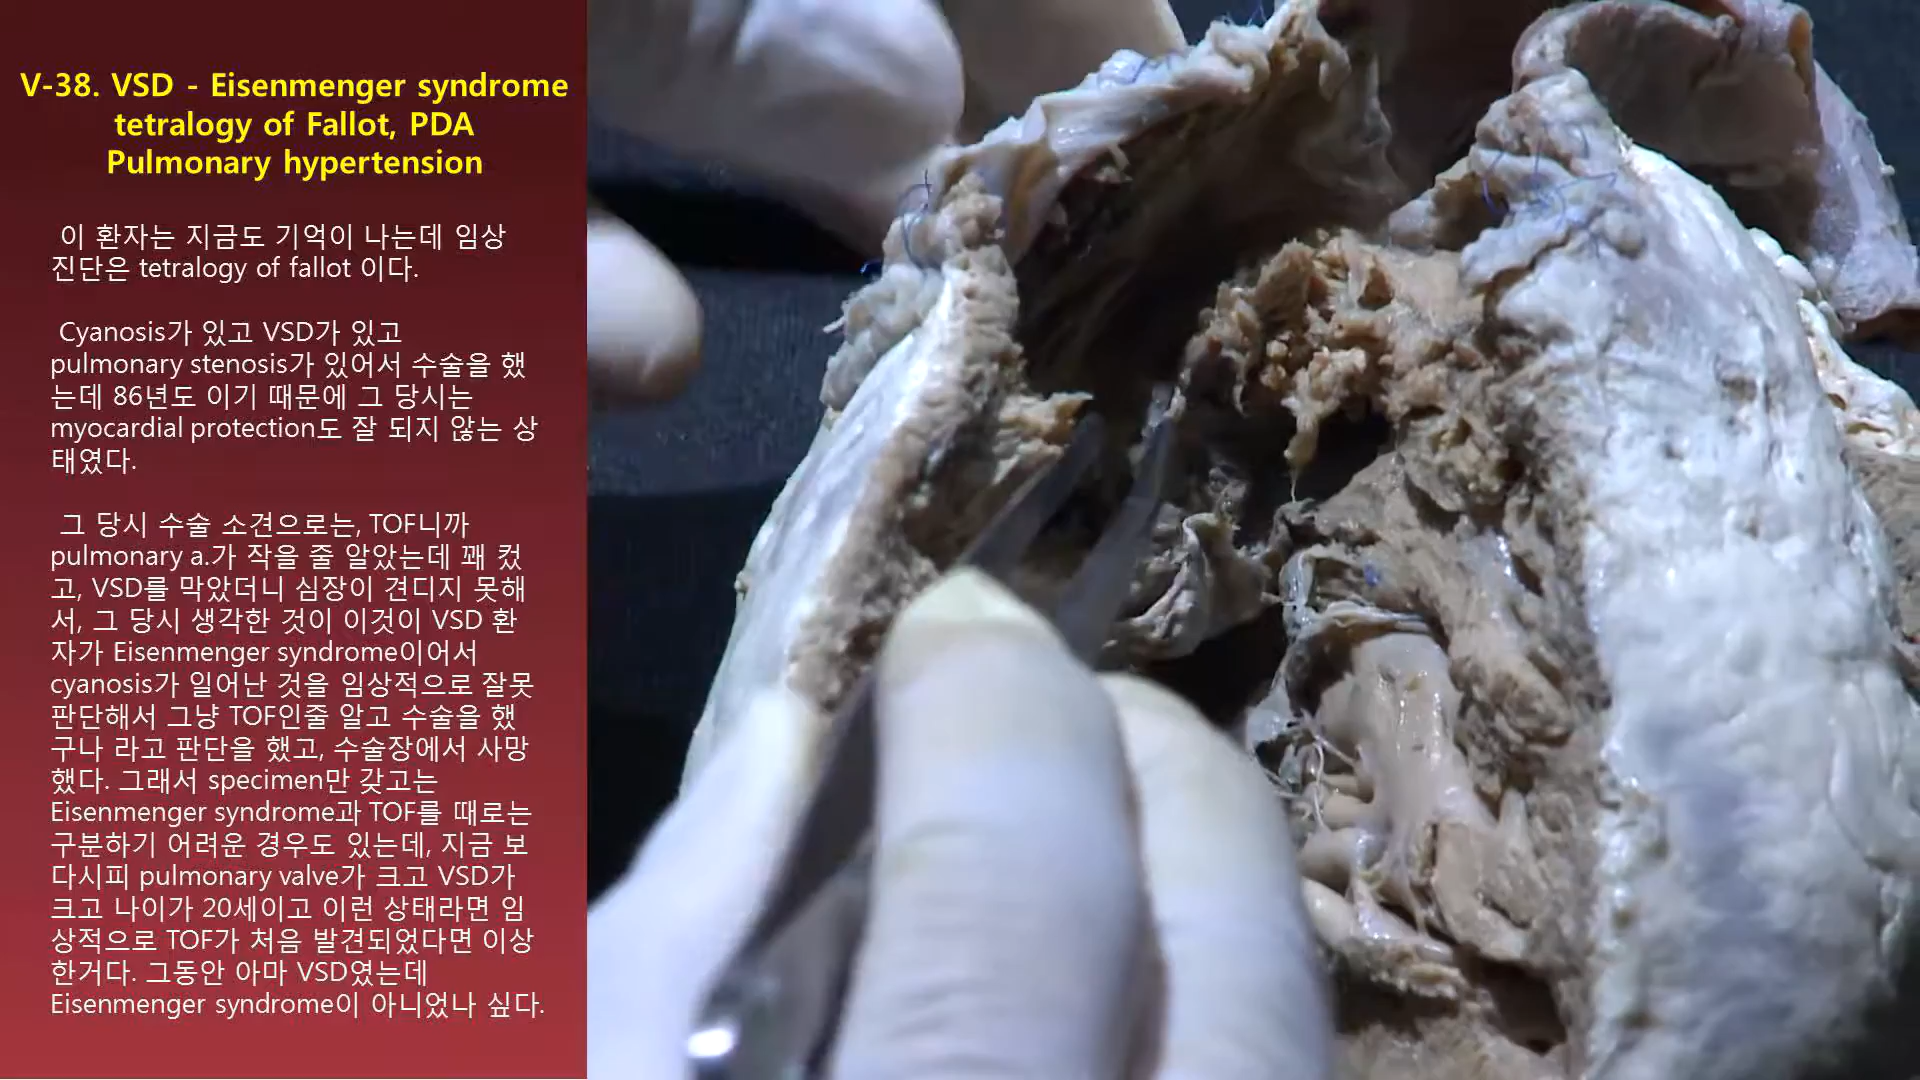 V-38. VSD - Eisenmenger syndrome
tetralogy of Fallot, PDA
Pulmonary hypertension
이 환자는 지금도 기억이 나는데 임상
진단은 tetralogy of fallot 이다.
Cyanosis가 있고 VSD가 있고
pulmonary stenosis가 있어서 수술을 했
는데 86년도 이기 때문에 그 당시는
myocardial protection도 잘 되지 않는 상
태였다.
그 당시 수술 소견으로는, TOF니까
pulmonary a.가 작을 줄 알았는데 꽤 컸
고, VSD를 막았더니 심장이 견디지 못해
서, 그 당시 생각한 것이 이것이 VSD 환
자가 Eisenmenger syndrome이어서
cyanosis가 일어난 것을 임상적으로 잘못
판단해서 그냥 TOF인줄 알고 수술을 했
구나 라고 판단을 했고, 수술장에서 사망
했다. 그래서 specimen만 갖고는
Eisenmenger syndrome과 TOF를 때로는
구분하기 어려운 경우도 있는데, 지금 보
다시피 pulmonary valve가 크고 VSD가
크고 나이가 20세이고 이런 상태라면 임
상적으로 TOF가 처음 발견되었다면 이상
한거다. 그동안 아마 VSD였는데
Eisenmenger syndrome이 아니었나 싶다.